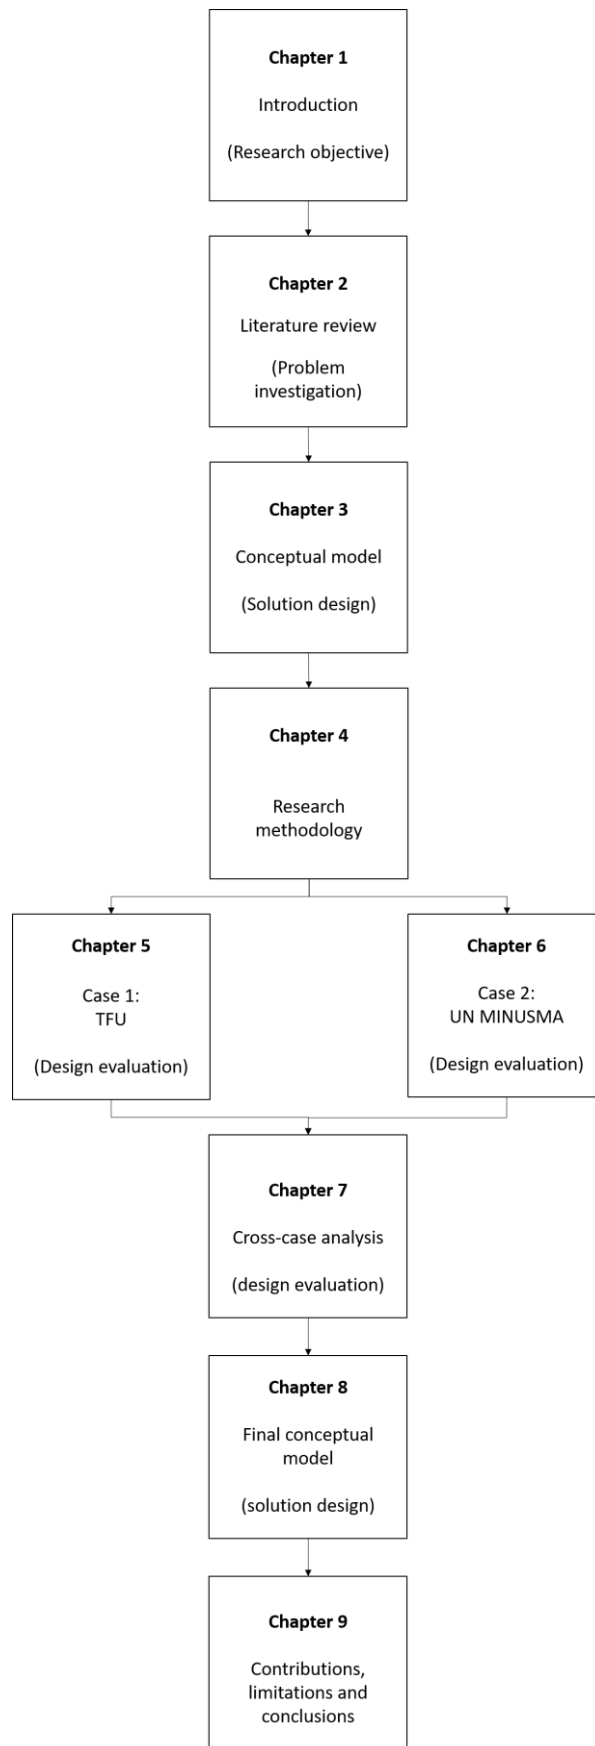 Chapter 1
Introduction
(Research objective)
Chapter 2
Literature review
(Problem
investigation)
Chapter 3
Conceptual model
(Solution design)
Chapter 4
Research
methodology
Chapter 5
Case 1:
TFU
(Design evaluation)
Chapter 6
Case 2:
UN MINUSMA
(Design evaluation)
Chapter 7
Cross-case analysis
(design evaluation)
Chapter 8
Final conceptual
model
(solution design)
Chapter 9
Contributions,
limitations and
conclusions